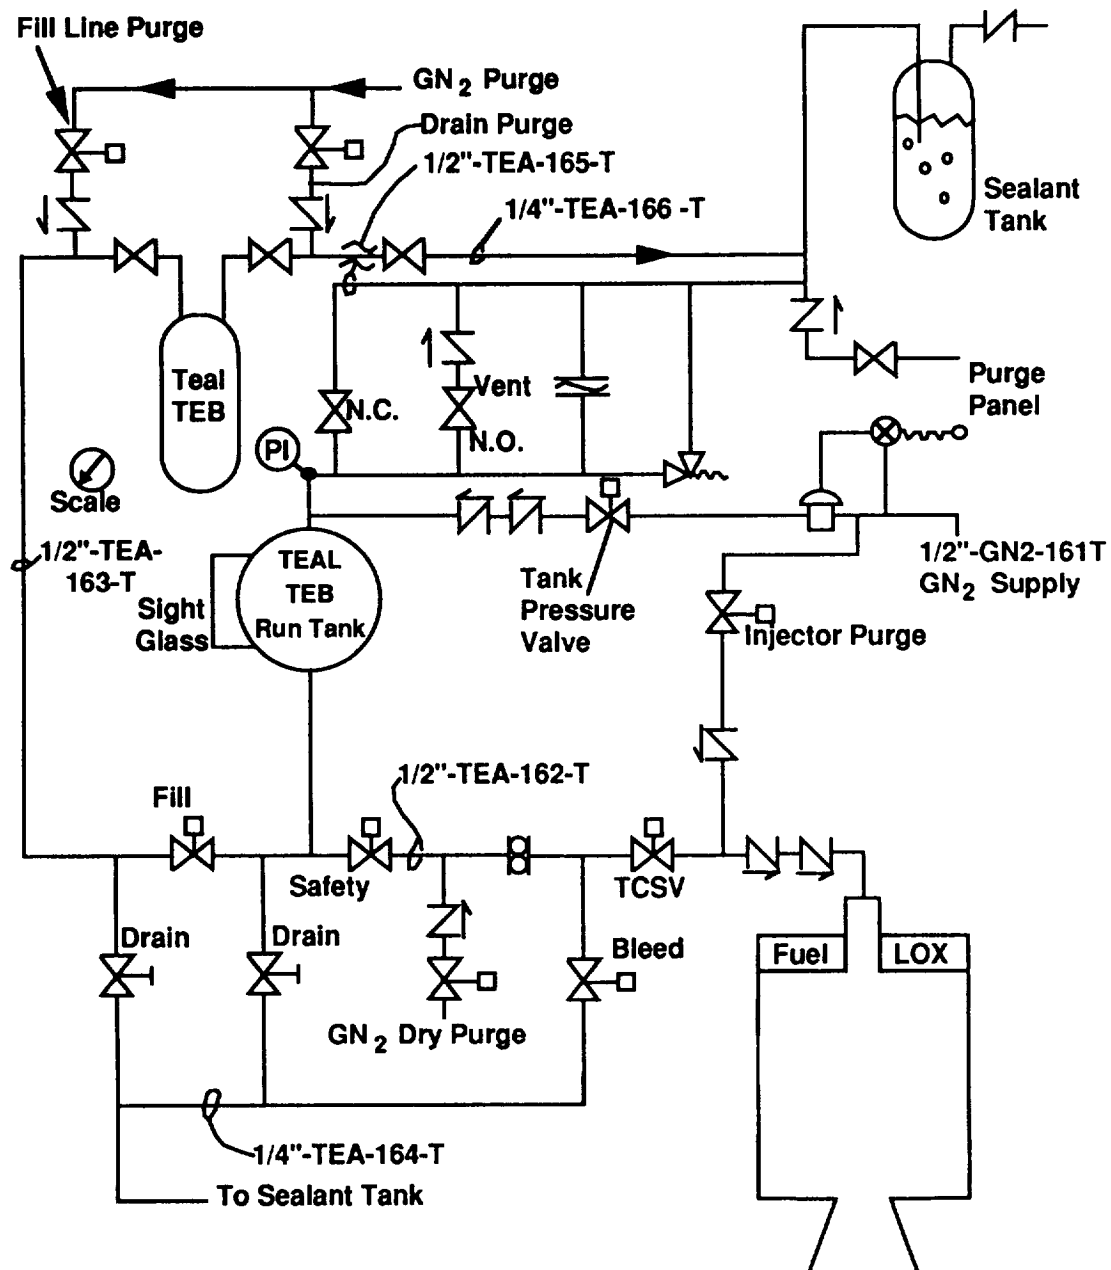 Fill Line Purge
GN2 Purge
Drain Purge
1/2"-TEA-165-T
1/4"-TEA-166 -T
Sealant
Tank
Teal
TEB
N.C.
Vent
N.O.
Purge
Panel
PI
Scale
1/2"-TEA-
163-T
TEAL
TEB
Run Tank
Sight
Glass
Tank
Pressure
Valve
1/2"-GN2-161T
GN2 Supply
Injector Purge
1/2"-TEA-162-T
Fill
Safety
TCSV
Drain
Drain
Bleed
Fuel
LOX
GN2 Dry Purge
1/4"-TEA-164-T
To Sealant Tank